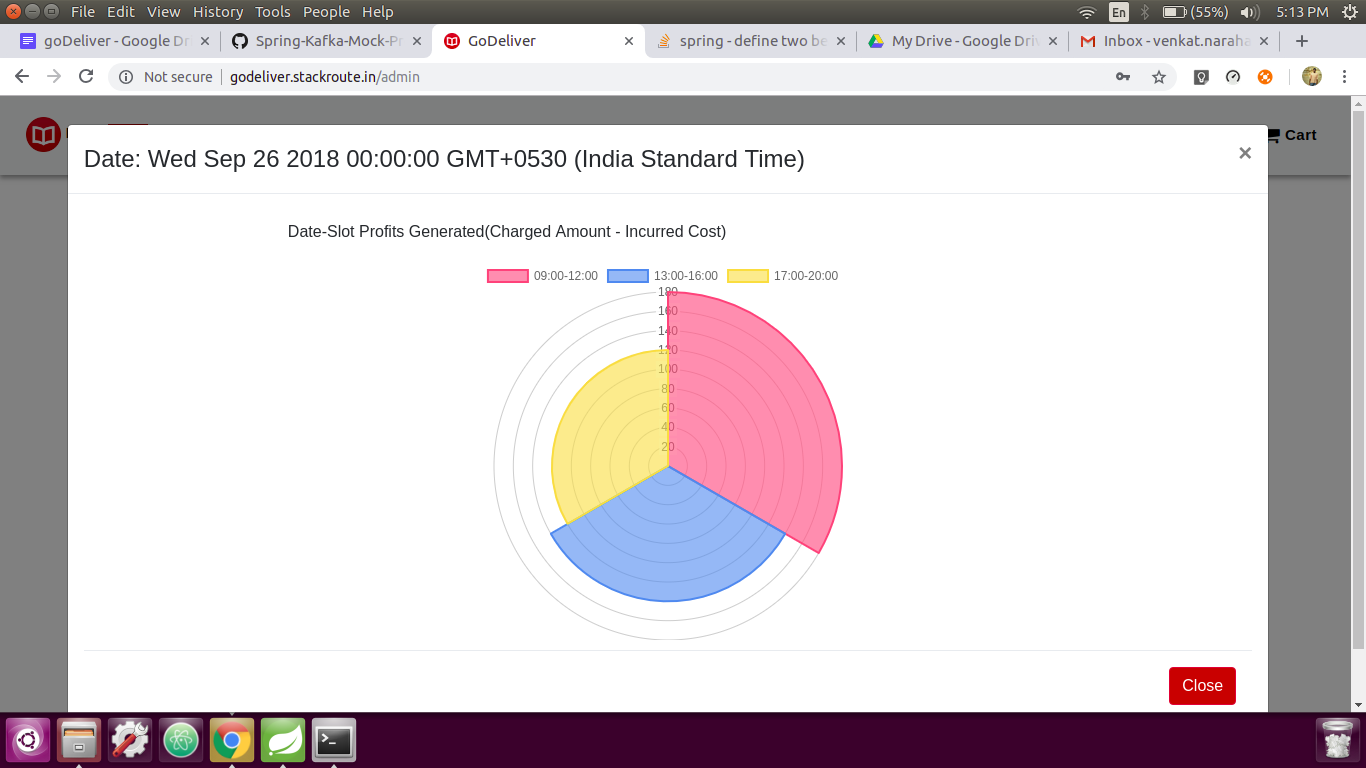 File Edit View History Tools People Help
En (55%) 5:13 PM
goDeliver - Google Dr
Spring-Kafka-Mock-Pr
GoDeliver
spring - define two be
My Drive - Google Driv
Inbox - venkat.naraha
Not secure godeliver.stackroute.in/admin
Cart
Date: Wed Sep 26 2018 00:00:00 GMT+0530 (India Standard Time)
×
Date-Slot Profits Generated(Charged Amount - Incurred Cost)
09:00-12:00 13:00-16:00 17:00-20:00
180
160
140
120
100
80
60
40
20
Close